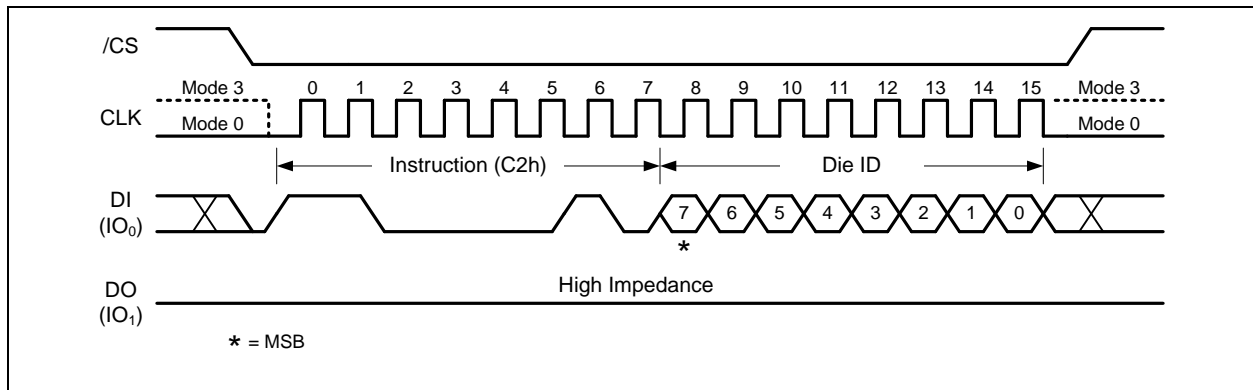 /CS
Mode 3 0 1 2 3 4 5 6 7 8 9 10 11 12 13 14 15 Mode 3
CLK
Mode 0 Mode 0
Instruction (C2h) Die ID
DI
(IO₀)
7 6 5 4 3 2 1 0
*
High Impedance
DO
(IO₁)
* = MSB